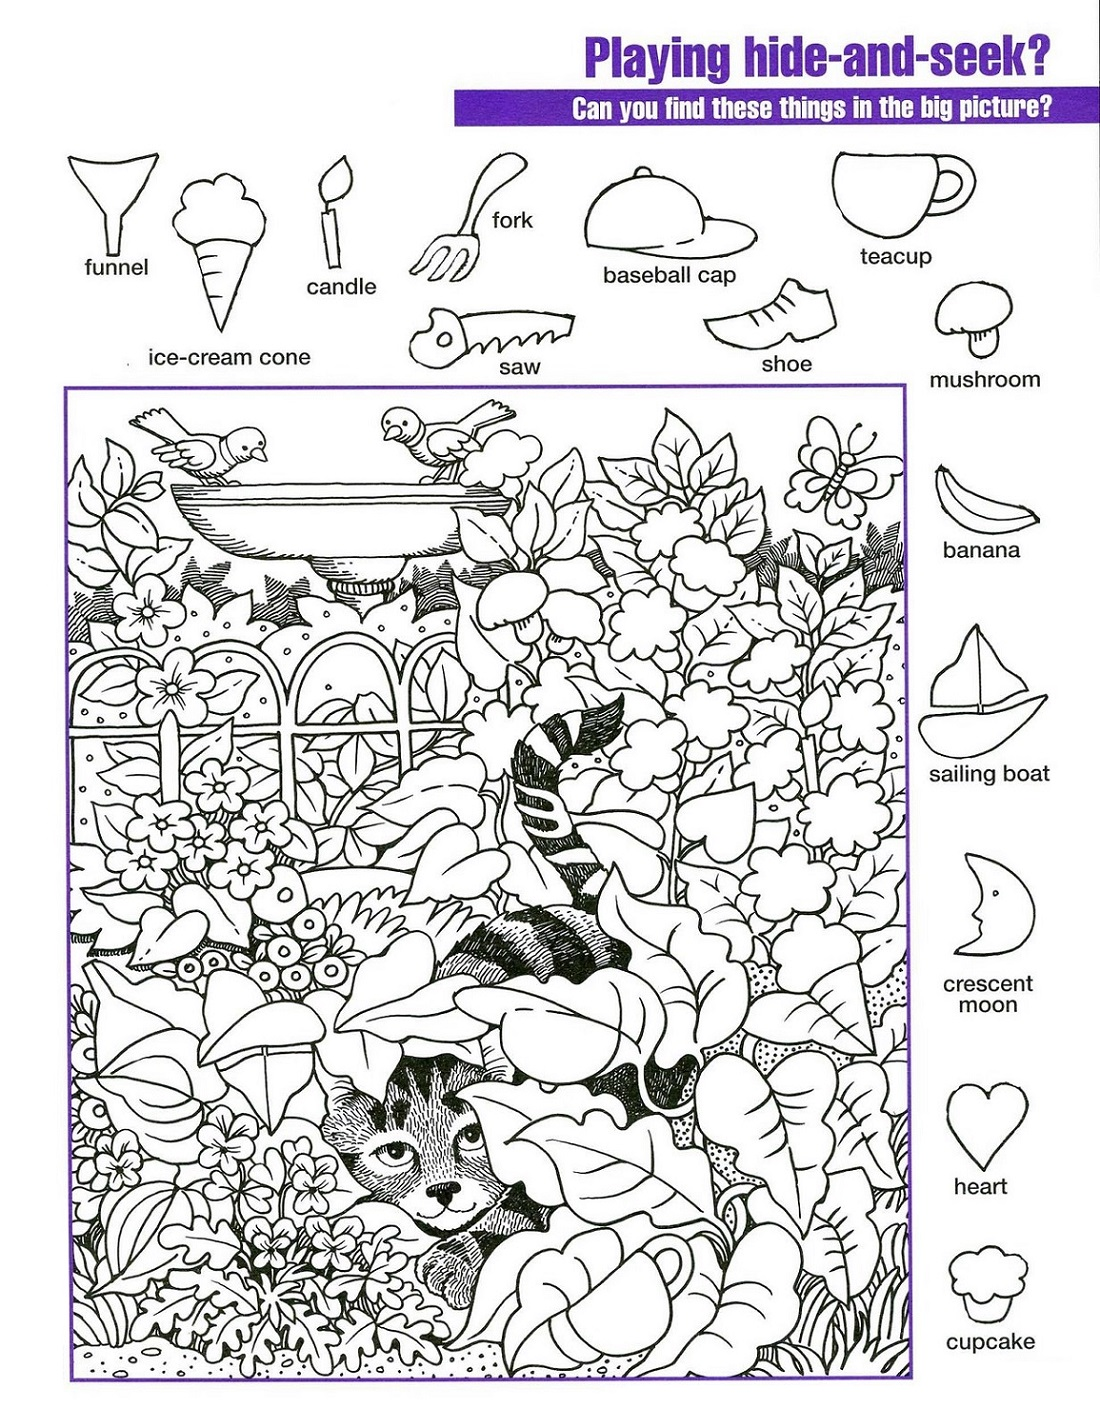 Playing hide-and-seek?
Can you find these things in the big picture?
funnel
ice-cream cone
candle
fork
baseball cap
teacup
saw
shoe
mushroom
banana
sailing boat
crescent
moon
heart
cupcake